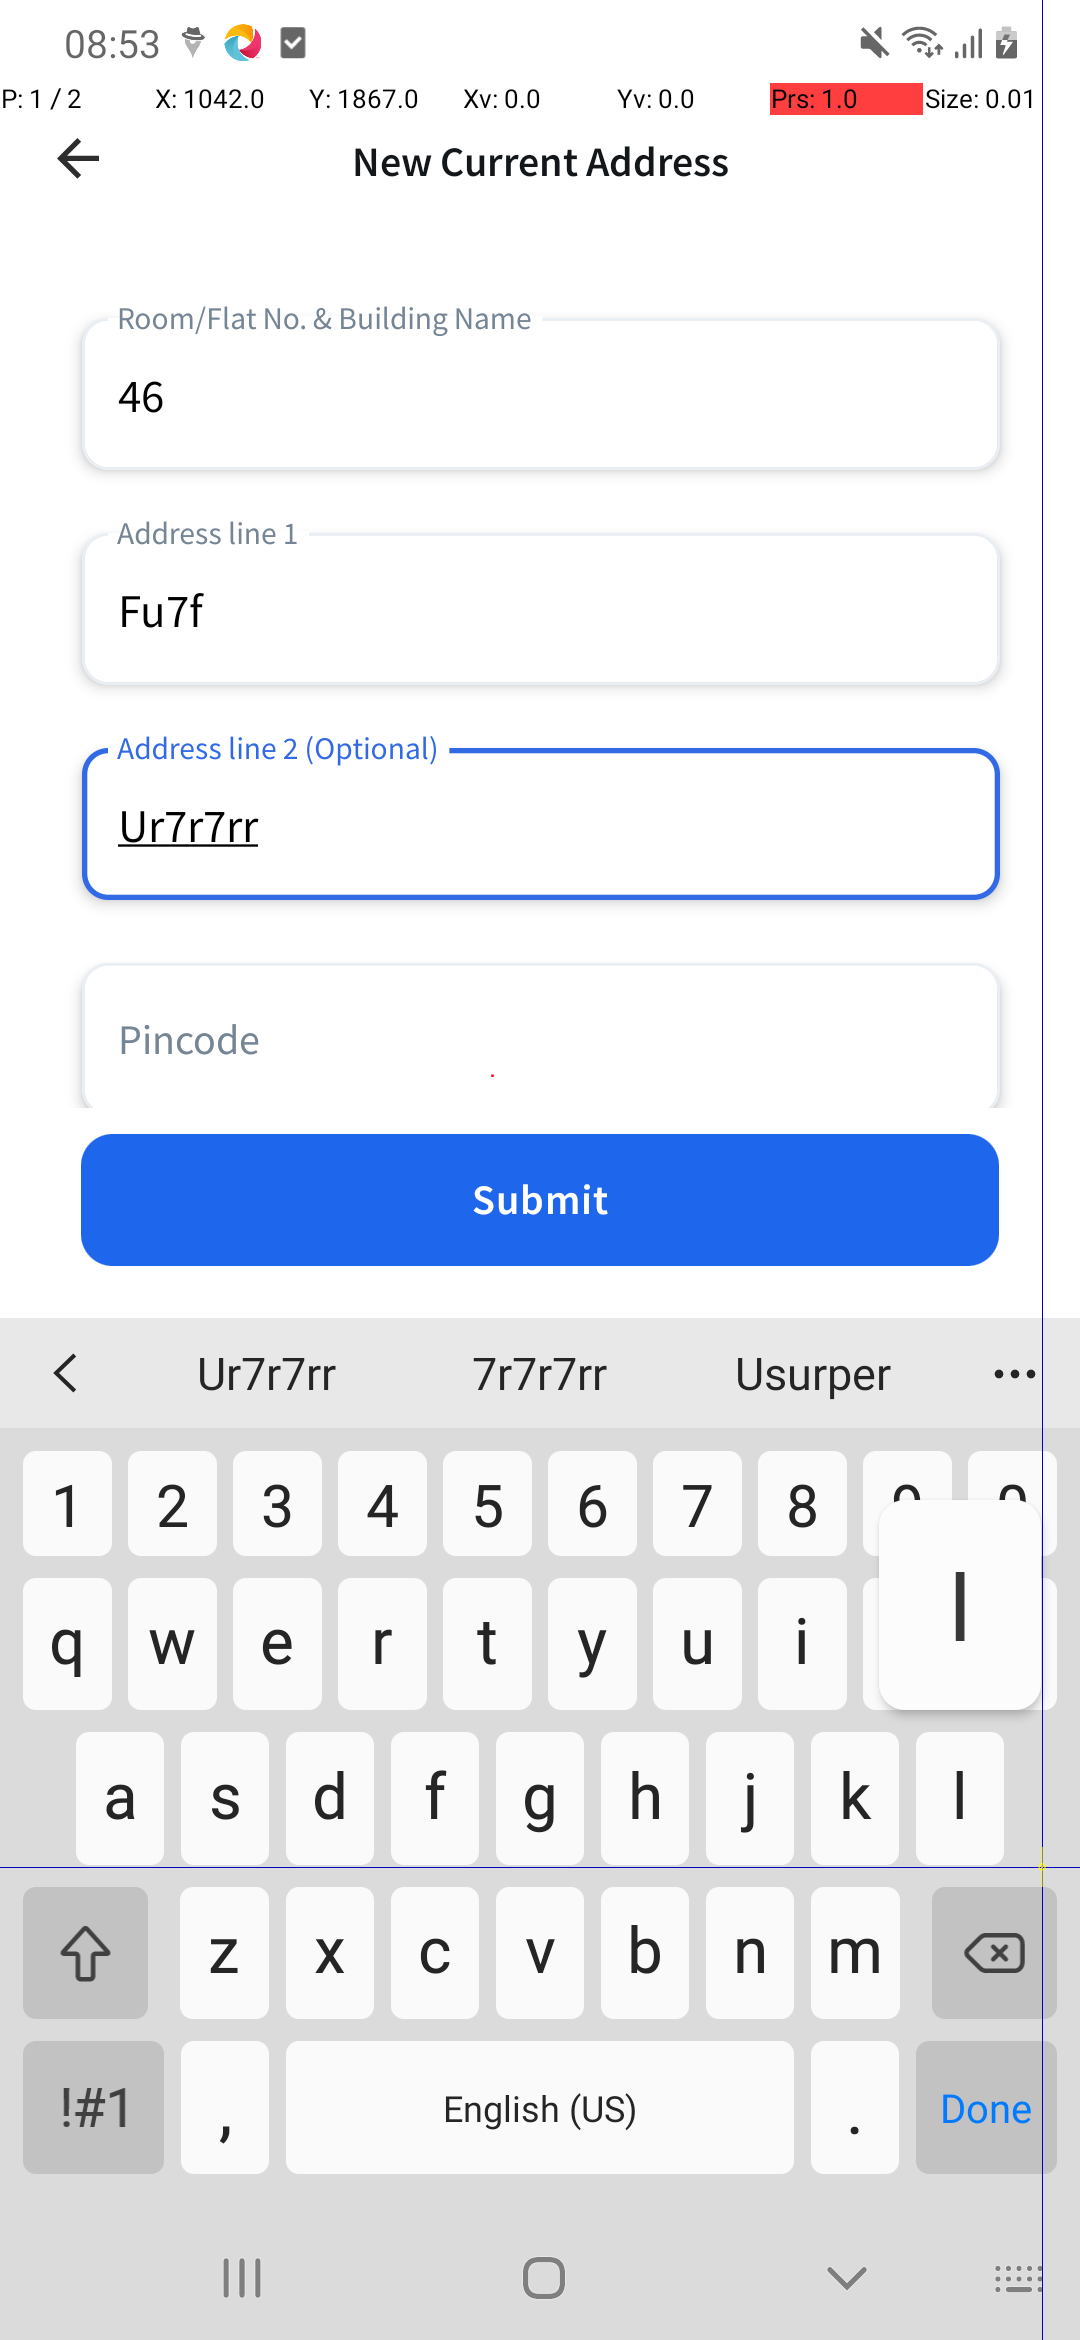 08:53
P: 1 / 2 X: 1042.0 Y: 1867.0 Xv: 0.0 Yv: 0.0 Prs: 1.0 Size: 0.01
New Current Address
Room/Flat No. & Building Name
46
Address line 1
Fu7f
Address line 2 (Optional)
Ur7r7rr
Pincode
Submit
Ur7r7rr 7r7r7rr Usurper
1 2 3 4 5 6 7 8
l
q w e r t y u i
a s d f g h j k l
z x c v b n m
!#1 , English (US) . Done